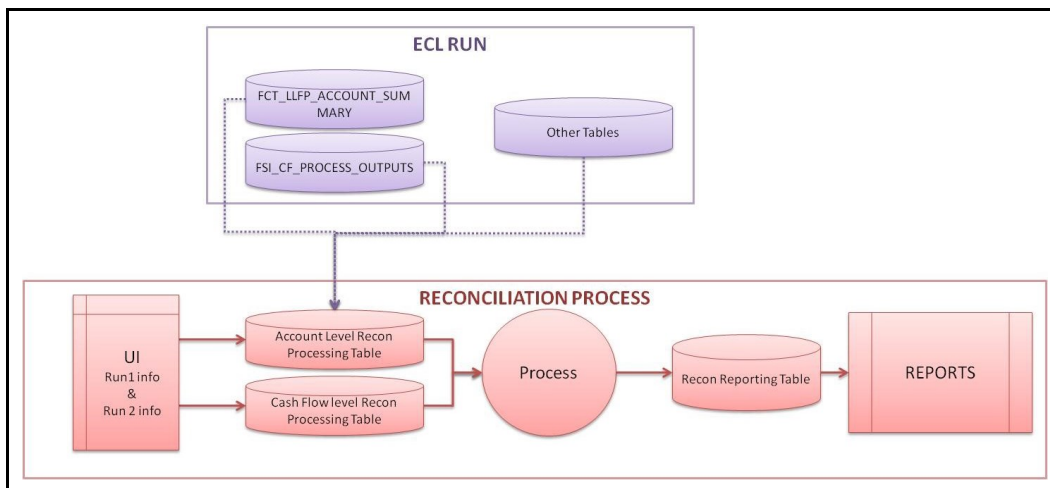 ECL RUN
FCT_LLFP_ACCOUNT_SUM
MARY
FSI_CF_PROCESS_OUTPUTS
Other Tables
RECONCILIATION PROCESS
UI
Run1 info
&
Run 2 info
Account Level Recon
Processing Table
Cash Flow level Recon
Processing Table
Process
Recon Reporting Table
REPORTS